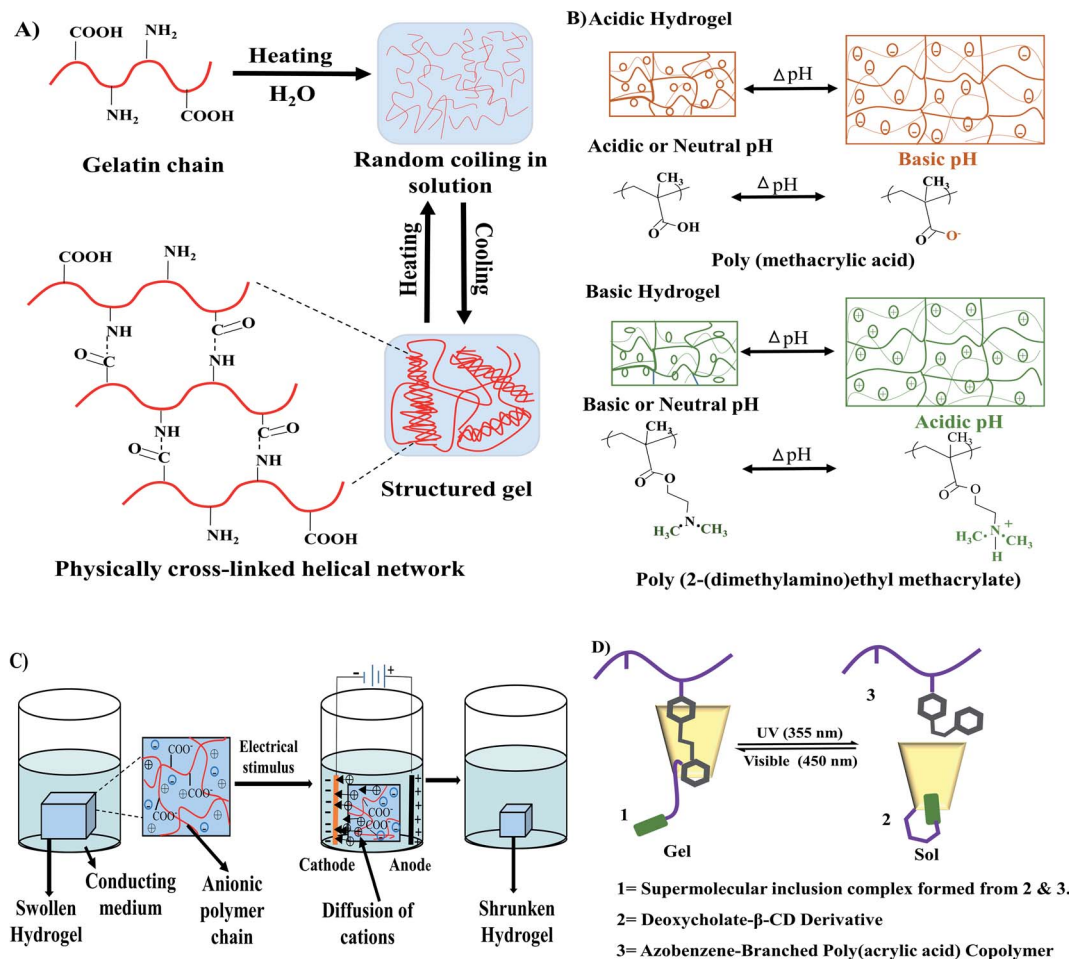 A)
COOH
NH2
NH2
COOH
Gelatin chain
Heating
H2O
Random coiling in
solution
Heating
Cooling
Structured gel
COOH
NH2
NH
C
O
O
C
NH
NH
C
O
O
C
NH
NH2
COOH
Physically cross-linked helical network
B)
Acidic Hydrogel
Δ pH
Acidic or Neutral pH
Basic pH
CH3
O
OH
Δ pH
CH3
O
O-
Poly (methacrylic acid)
Basic Hydrogel
Δ pH
Basic or Neutral pH
Acidic pH
CH3
O
O
N
H3C
CH3
Δ pH
CH3
O
O
N+
H3C
CH3
H
Poly (2-(dimethylamino)ethyl methacrylate)
C)
COO-
COO-
COO-
Electrical
stimulus
COO-
COO-
Cathode
Anode
Swollen
Hydrogel
Conducting
medium
Anionic
polymer
chain
Diffusion of
cations
Shrunken
Hydrogel
D)
1
Gel
UV (355 nm)
Visible (450 nm)
3
2
Sol
1= Supermolecular inclusion complex formed from 2 & 3.
2= Deoxycholate-β-CD Derivative
3= Azobenzene-Branched Poly(acrylic acid) Copolymer